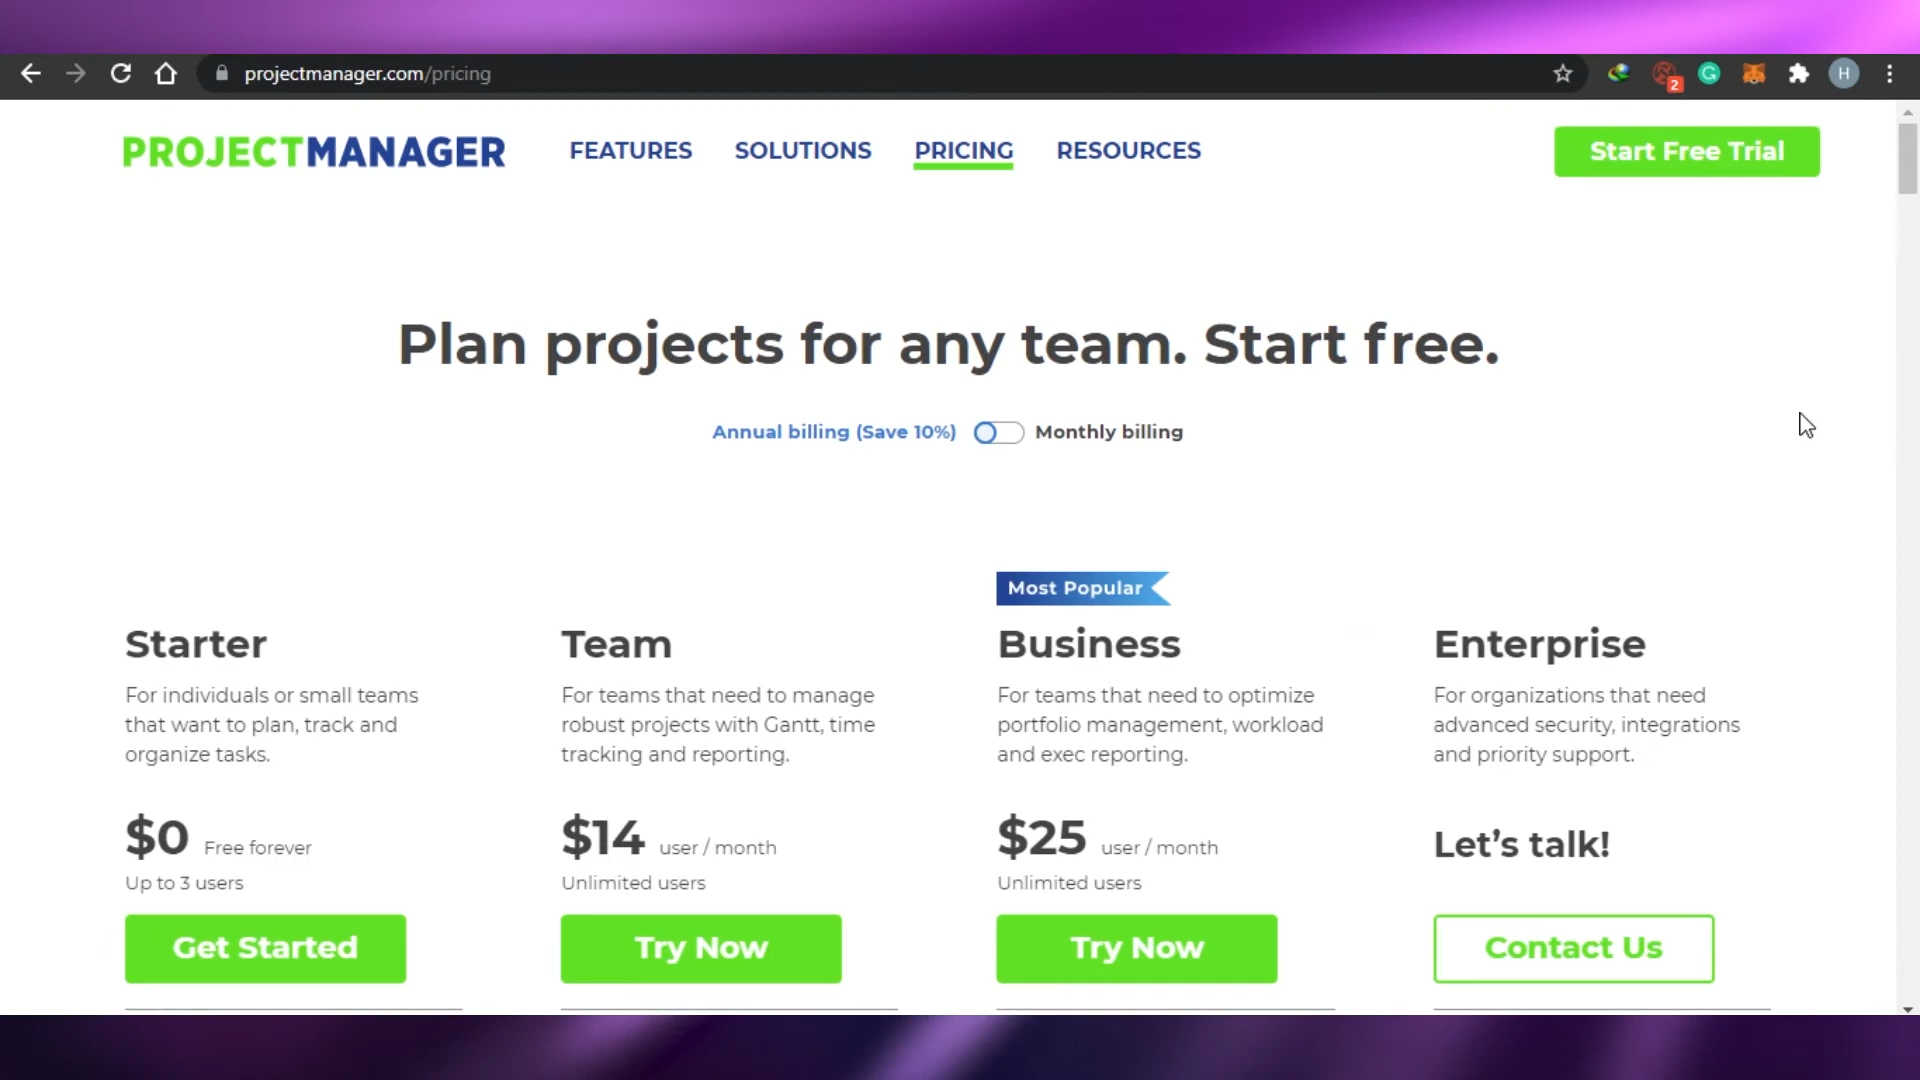 projectmanager.com/pricing
2
H
PROJECTMANAGER
FEATURES
SOLUTIONS
PRICING
RESOURCES
Start Free Trial
Plan projects for any team. Start free.
Annual billing (Save 10%)
Monthly billing
Most Popular
Starter
For individuals or small teams
that want to plan, track and
organize tasks.
$0 Free forever
Up to 3 users
Get Started
Team
For teams that need to manage
robust projects with Gantt, time
tracking and reporting.
$14 user / month
Unlimited users
Try Now
Business
For teams that need to optimize
portfolio management, workload
and exec reporting.
$25 user / month
Unlimited users
Try Now
Enterprise
For organizations that need
advanced security, integrations
and priority support.
Let’s talk!
Contact Us